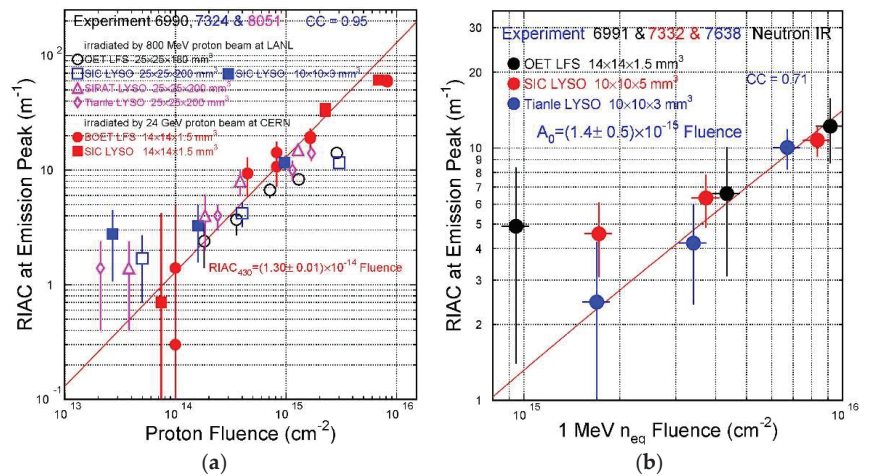 Experiment 6990, 7324 & 8051 CC = 0.95
irradiated by 800 MeV proton beam at LANL
OET LFS 25×25×180 mm³
SIC LYSO 25×25×200 mm³ SIC LYSO 10×10×3 mm³
SIPAT LYSO 25×25×200 mm³
Tianle LYSO 25×25×200 mm³
irradiated by 24 GeV proton beam at CERN
BOET LFS 14×14×1.5 mm³
SIC LYSO 14×14×1.5 mm³
RIAC₄₃₀=(1.30± 0.01)×10⁻¹⁴ Fluence
RIAC at Emission Peak (m⁻¹)
10²
10
1
10⁻¹
10¹³ 10¹⁴ 10¹⁵ 10¹⁶
Proton Fluence (cm⁻²)
(a)
Experiment 6991 & 7332 & 7638 Neutron IR
OET LFS 14×14×1.5 mm³
SIC LYSO 10×10×5 mm³
Tianle LYSO 10×10×3 mm³
CC = 0.71
A₀=(1.4± 0.5)×10⁻¹⁵ Fluence
RIAC at Emission Peak (m⁻¹)
30
20
10
7
6
5
4
3
2
1
10¹⁵ 10¹⁶
1 MeV nₑq Fluence (cm⁻²)
(b)